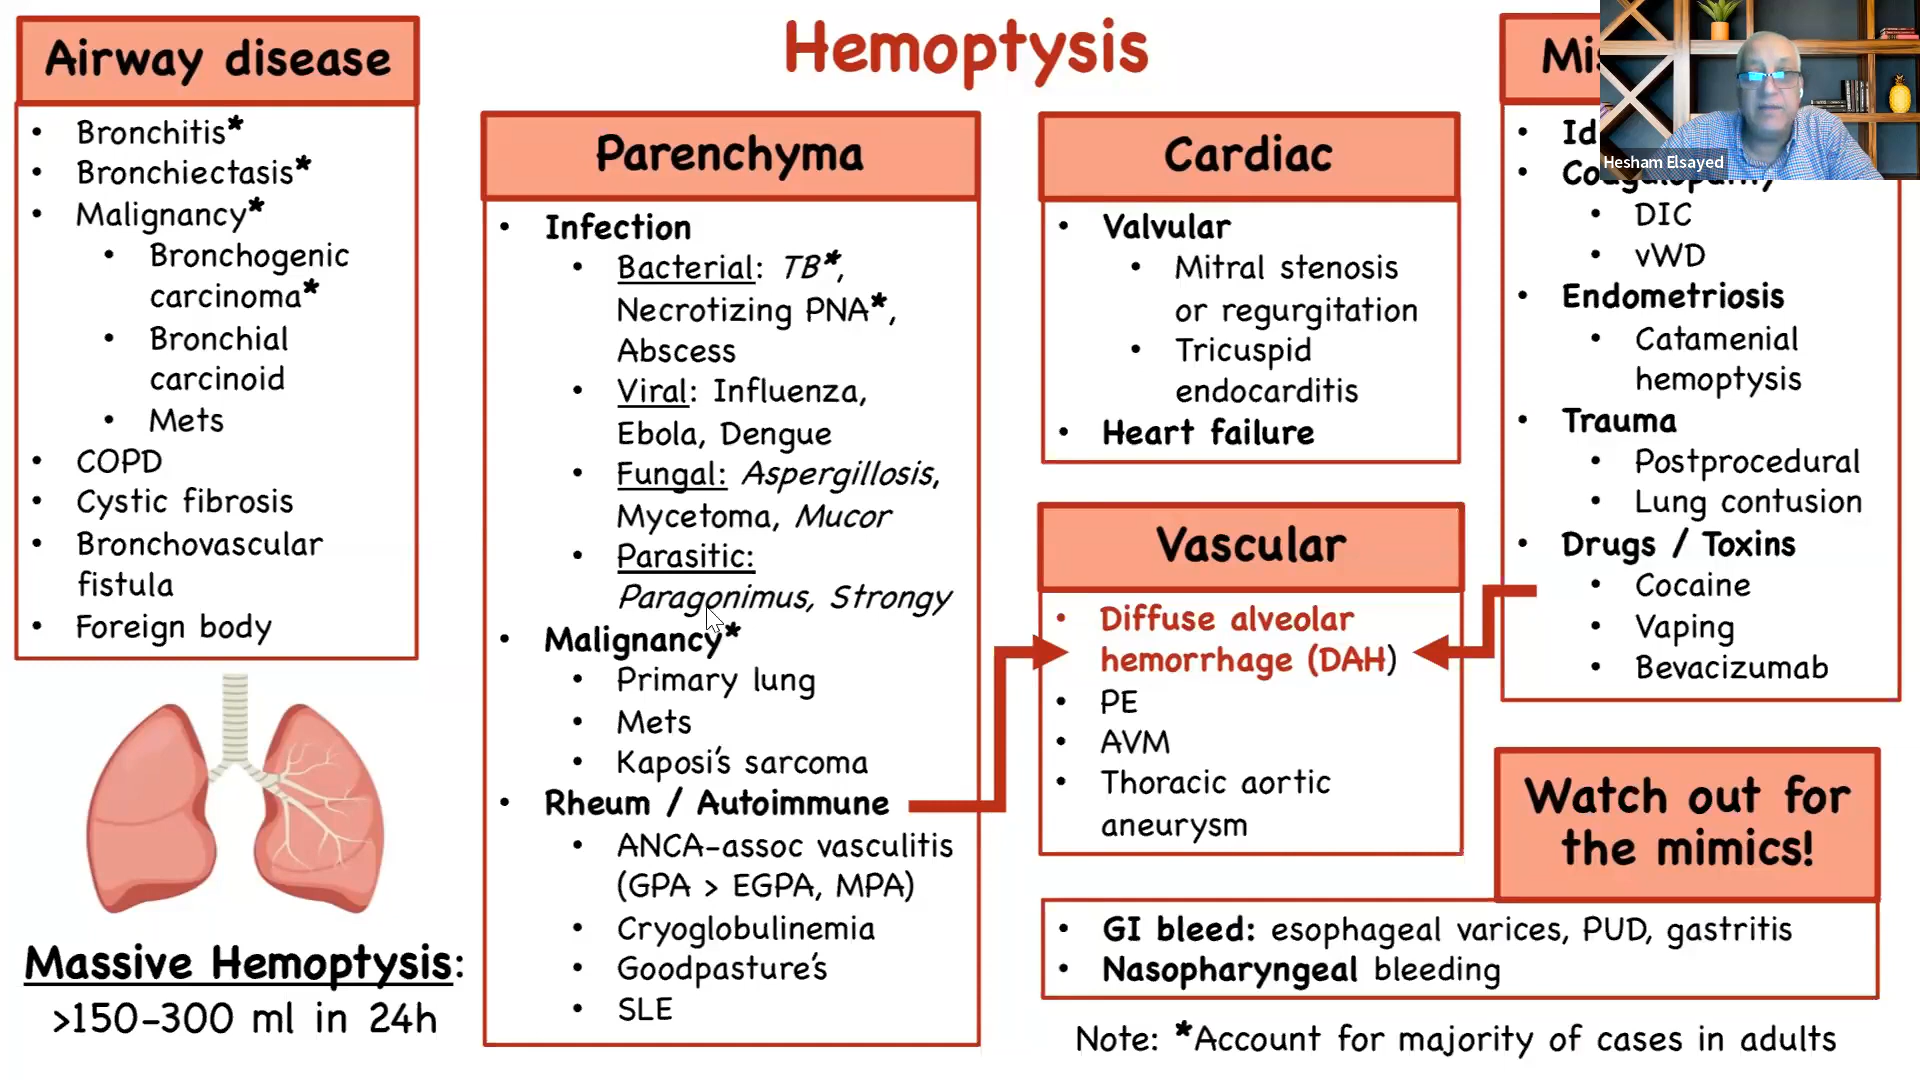 Hemoptysis
Airway disease
• Bronchitis*
• Bronchiectasis*
• Malignancy*
• Bronchogenic
carcinoma*
• Bronchial
carcinoid
• Mets
• COPD
• Cystic fibrosis
• Bronchovascular
fistula
• Foreign body
Massive Hemoptysis:
>150-300 ml in 24h
Parenchyma
• Infection
• Bacterial: TB*,
Necrotizing PNA*,
Abscess
• Viral: Influenza,
Ebola, Dengue
• Fungal: Aspergillosis,
Mycetoma, Mucor
• Parasitic:
Paragonimus, Strongy
• Malignancy*
• Primary lung
• Mets
• Kaposi's sarcoma
• Rheum / Autoimmune
• ANCA-assoc vasculitis
(GPA > EGPA, MPA)
• Cryoglobulinemia
• Goodpasture's
• SLE
Cardiac
• Valvular
• Mitral stenosis
or regurgitation
• Tricuspid
endocarditis
• Heart failure
Vascular
• Diffuse alveolar
hemorrhage (DAH)
• PE
• AVM
• Thoracic aortic
aneurysm
Hesham Elsayed
• Coagulopathy
• DIC
• vWD
• Endometriosis
• Catamenial
hemoptysis
• Trauma
• Postprocedural
• Lung contusion
• Drugs / Toxins
• Cocaine
• Vaping
• Bevacizumab
Watch out for
the mimics!
• GI bleed: esophageal varices, PUD, gastritis
• Nasopharyngeal bleeding
Note: *Account for majority of cases in adults